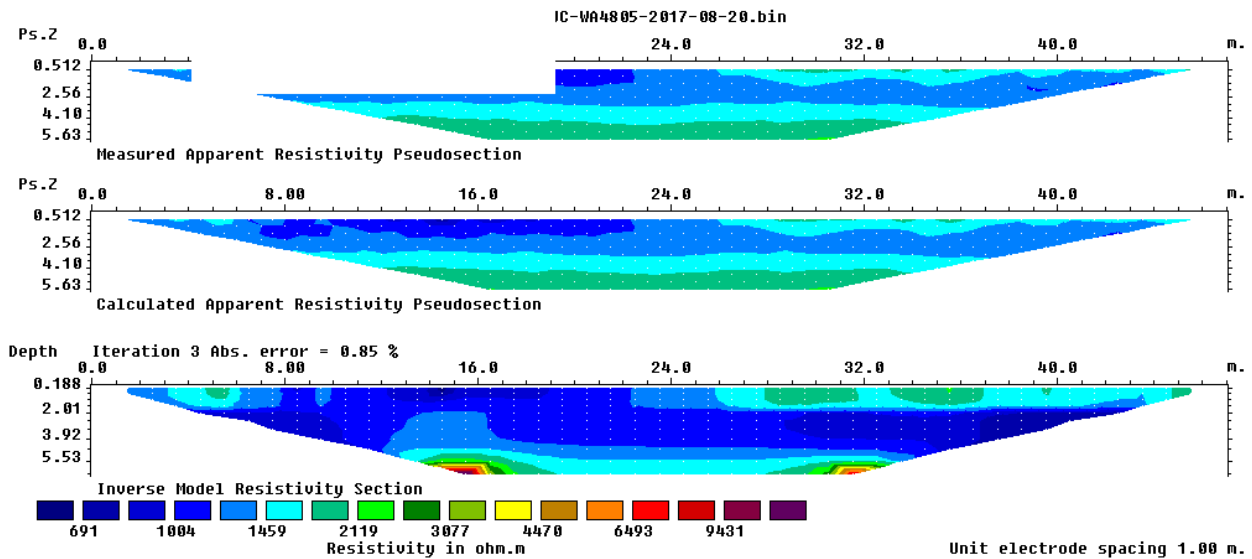 JC-WA4805-2017-08-20.bin
Ps.Z 0.0 24.0 32.0 40.0 m.
0.512
2.56
4.10
5.63
Measured Apparent Resistivity Pseudosection
Ps.Z 0.0 8.00 16.0 24.0 32.0 40.0 m.
0.512
2.56
4.10
5.63
Calculated Apparent Resistivity Pseudosection
Depth Iteration 3 Abs. error = 0.85 %
0.0 8.00 16.0 24.0 32.0 40.0 m.
0.188
2.01
3.92
5.53
Inverse Model Resistivity Section
691 1004 1459 2119 3077 4470 6493 9431
Resistivity in ohm.m Unit electrode spacing 1.00 m.